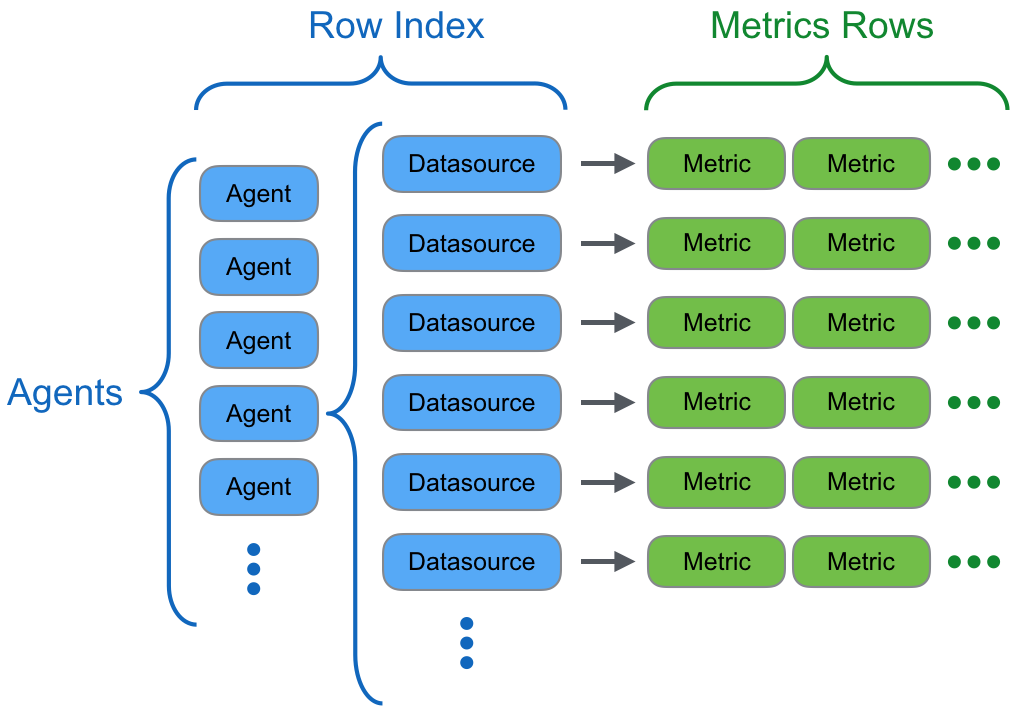 Row Index
Metrics Rows
Agents
Agent
Agent
Agent
Agent
Agent
Datasource
Metric
Metric
Datasource
Metric
Metric
Datasource
Metric
Metric
Datasource
Metric
Metric
Datasource
Metric
Metric
Datasource
Metric
Metric